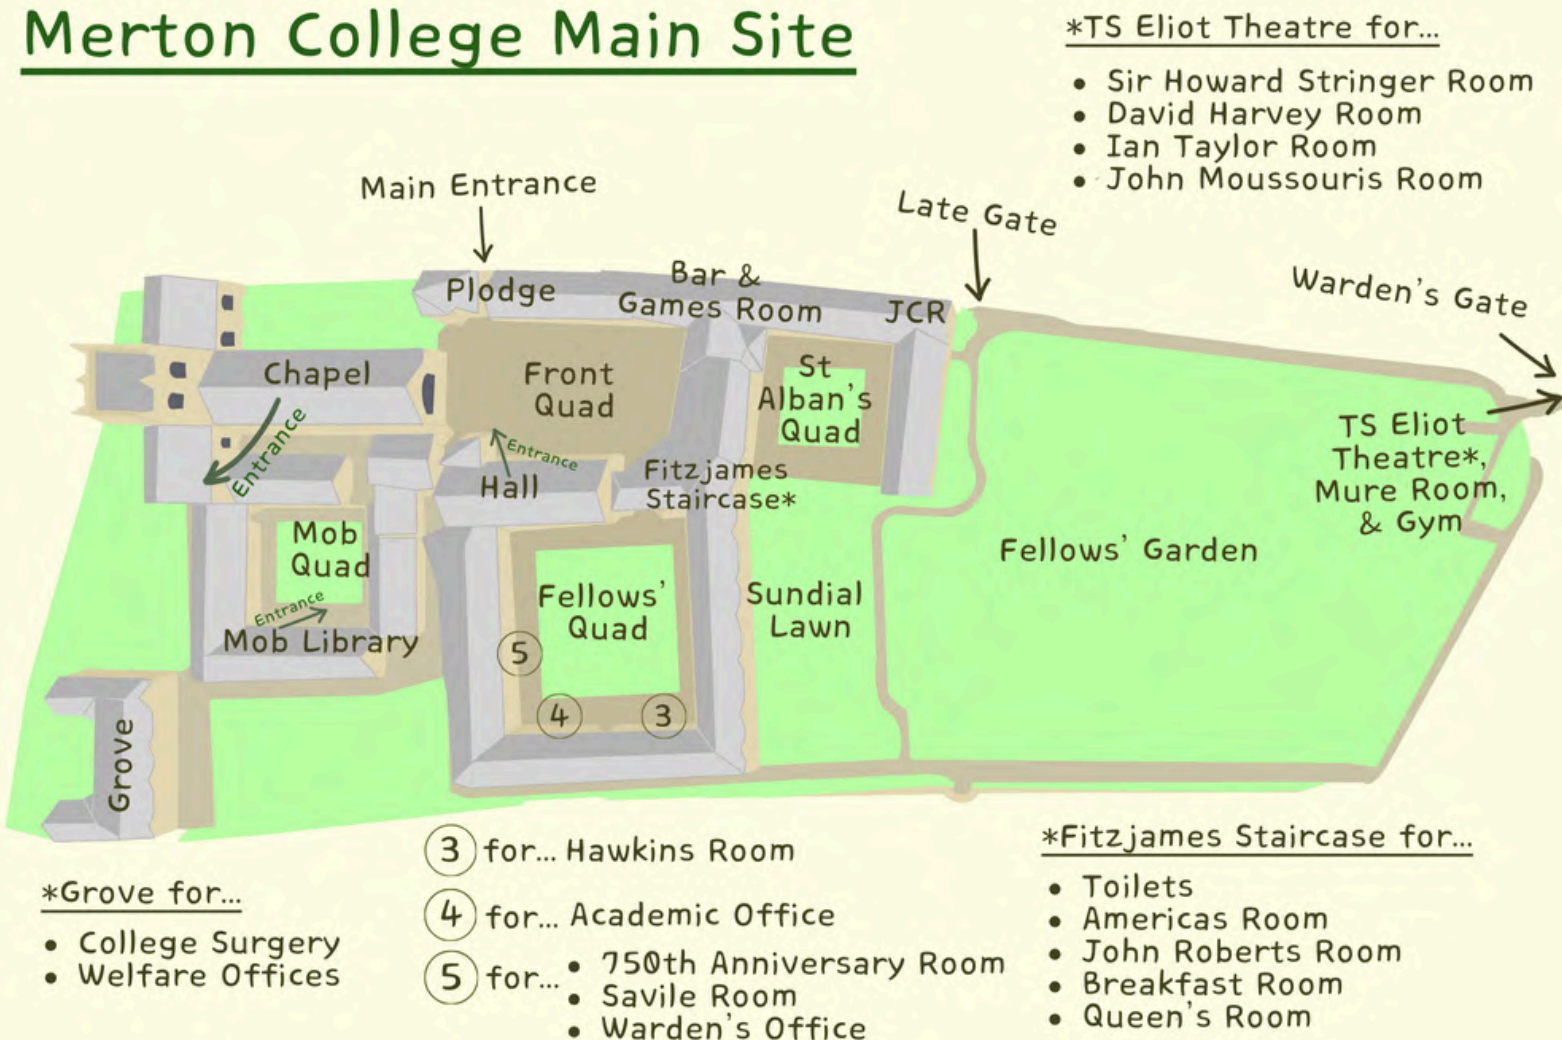 Merton College Main Site
*TS Eliot Theatre for...
• Sir Howard Stringer Room
• David Harvey Room
• Ian Taylor Room
• John Moussouris Room
Main Entrance
Late Gate
Warden's Gate
Plodge
Bar &
Games Room
JCR
Chapel
Entrance
Front
Quad
St
Alban's
Quad
Entrance
Hall
Fitzjames
Staircase*
TS Eliot
Theatre*,
Mure Room,
& Gym
Mob
Quad
Entrance
Mob Library
Fellows'
Quad
5
4
3
Sundial
Lawn
Fellows' Garden
Grove
*Grove for...
• College Surgery
• Welfare Offices
3 for... Hawkins Room
4 for... Academic Office
5 for... • 750th Anniversary Room
• Savile Room
• Warden's Office
*Fitzjames Staircase for...
• Toilets
• Americas Room
• John Roberts Room
• Breakfast Room
• Queen's Room